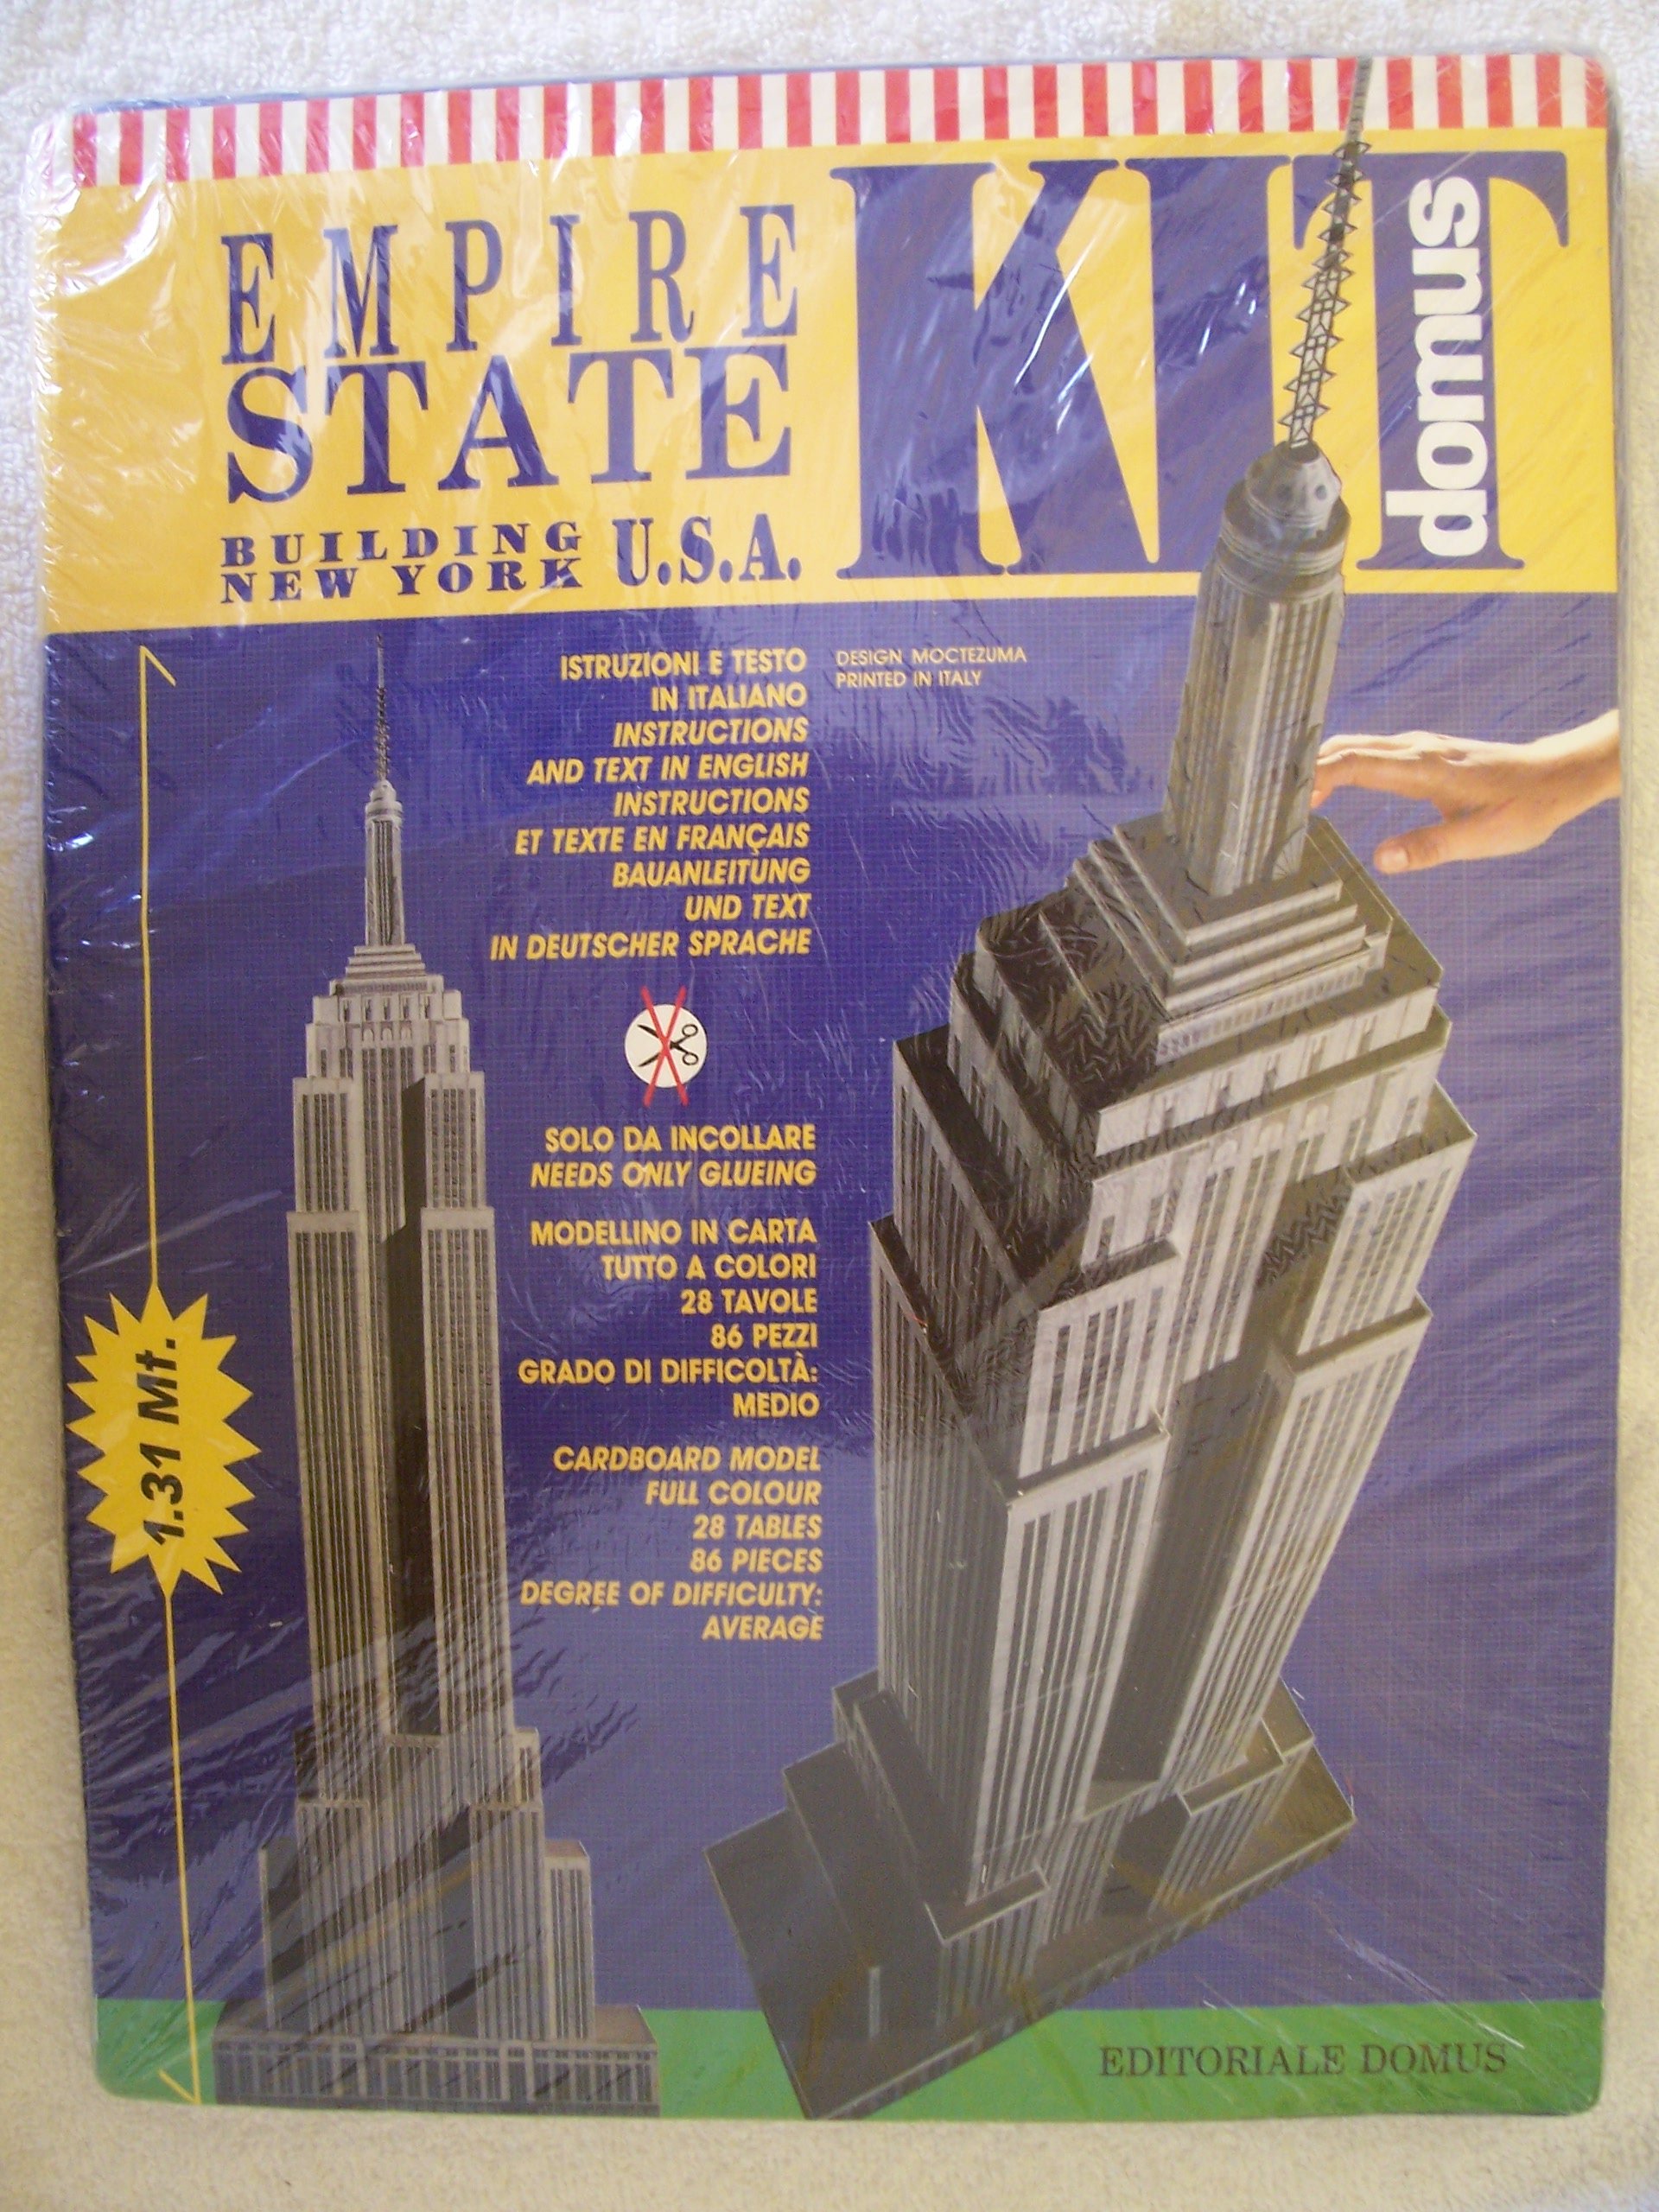 EMPIRE
STATE
BUILDING
NEW YORK
U.S.A.
KIT
domus
ISTRUZIONI E TESTO
IN ITALIANO
INSTRUCTIONS
AND TEXT IN ENGLISH
INSTRUCTIONS
ET TEXTE EN FRANÇAIS
BAUANLEITUNG
UND TEXT
IN DEUTSCHER SPRACHE
DESIGN MOCTEZUMA
PRINTED IN ITALY
SOLO DA INCOLLARE
NEEDS ONLY GLUEING
MODELLINO IN CARTA
TUTTO A COLORI
28 TAVOLE
86 PEZZI
GRADO DI DIFFICOLTÀ:
MEDIO
CARDBOARD MODEL
FULL COLOUR
28 TABLES
86 PIECES
DEGREE OF DIFFICULTY:
AVERAGE
1.31 Mt.
EDITORIALE DOMUS